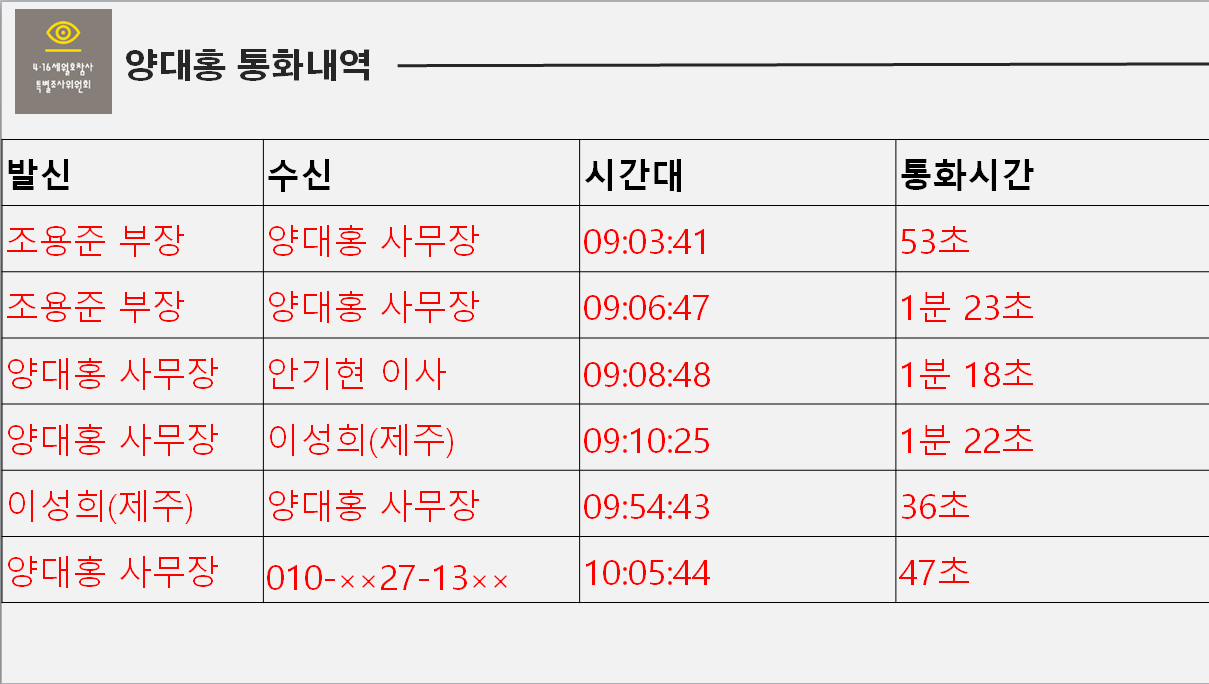 4·16세월호참사
특별조사위원회
양대홍 통화내역
발신 수신 시간대 통화시간
조용준 부장 양대홍 사무장 09:03:41 53초
조용준 부장 양대홍 사무장 09:06:47 1분 23초
양대홍 사무장 안기현 이사 09:08:48 1분 18초
양대홍 사무장 이성희(제주) 09:10:25 1분 22초
이성희(제주) 양대홍 사무장 09:54:43 36초
양대홍 사무장 010-××27-13×× 10:05:44 47초